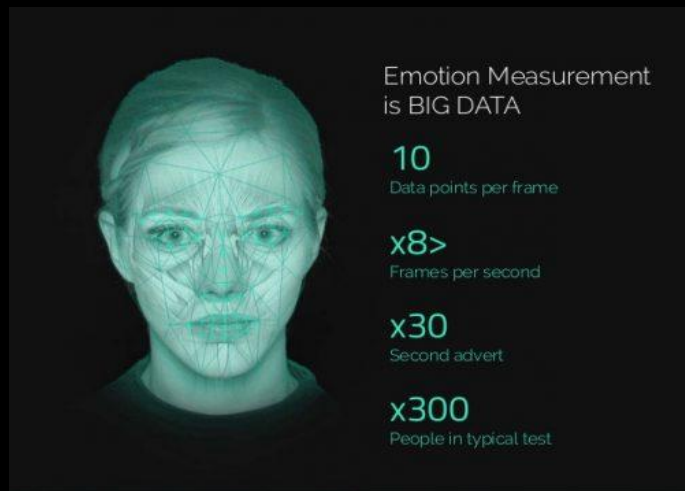 Emotion Measurement
is BIG DATA
10
Data points per frame
x8>
Frames per second
x30
Second advert
x300
People in typical test